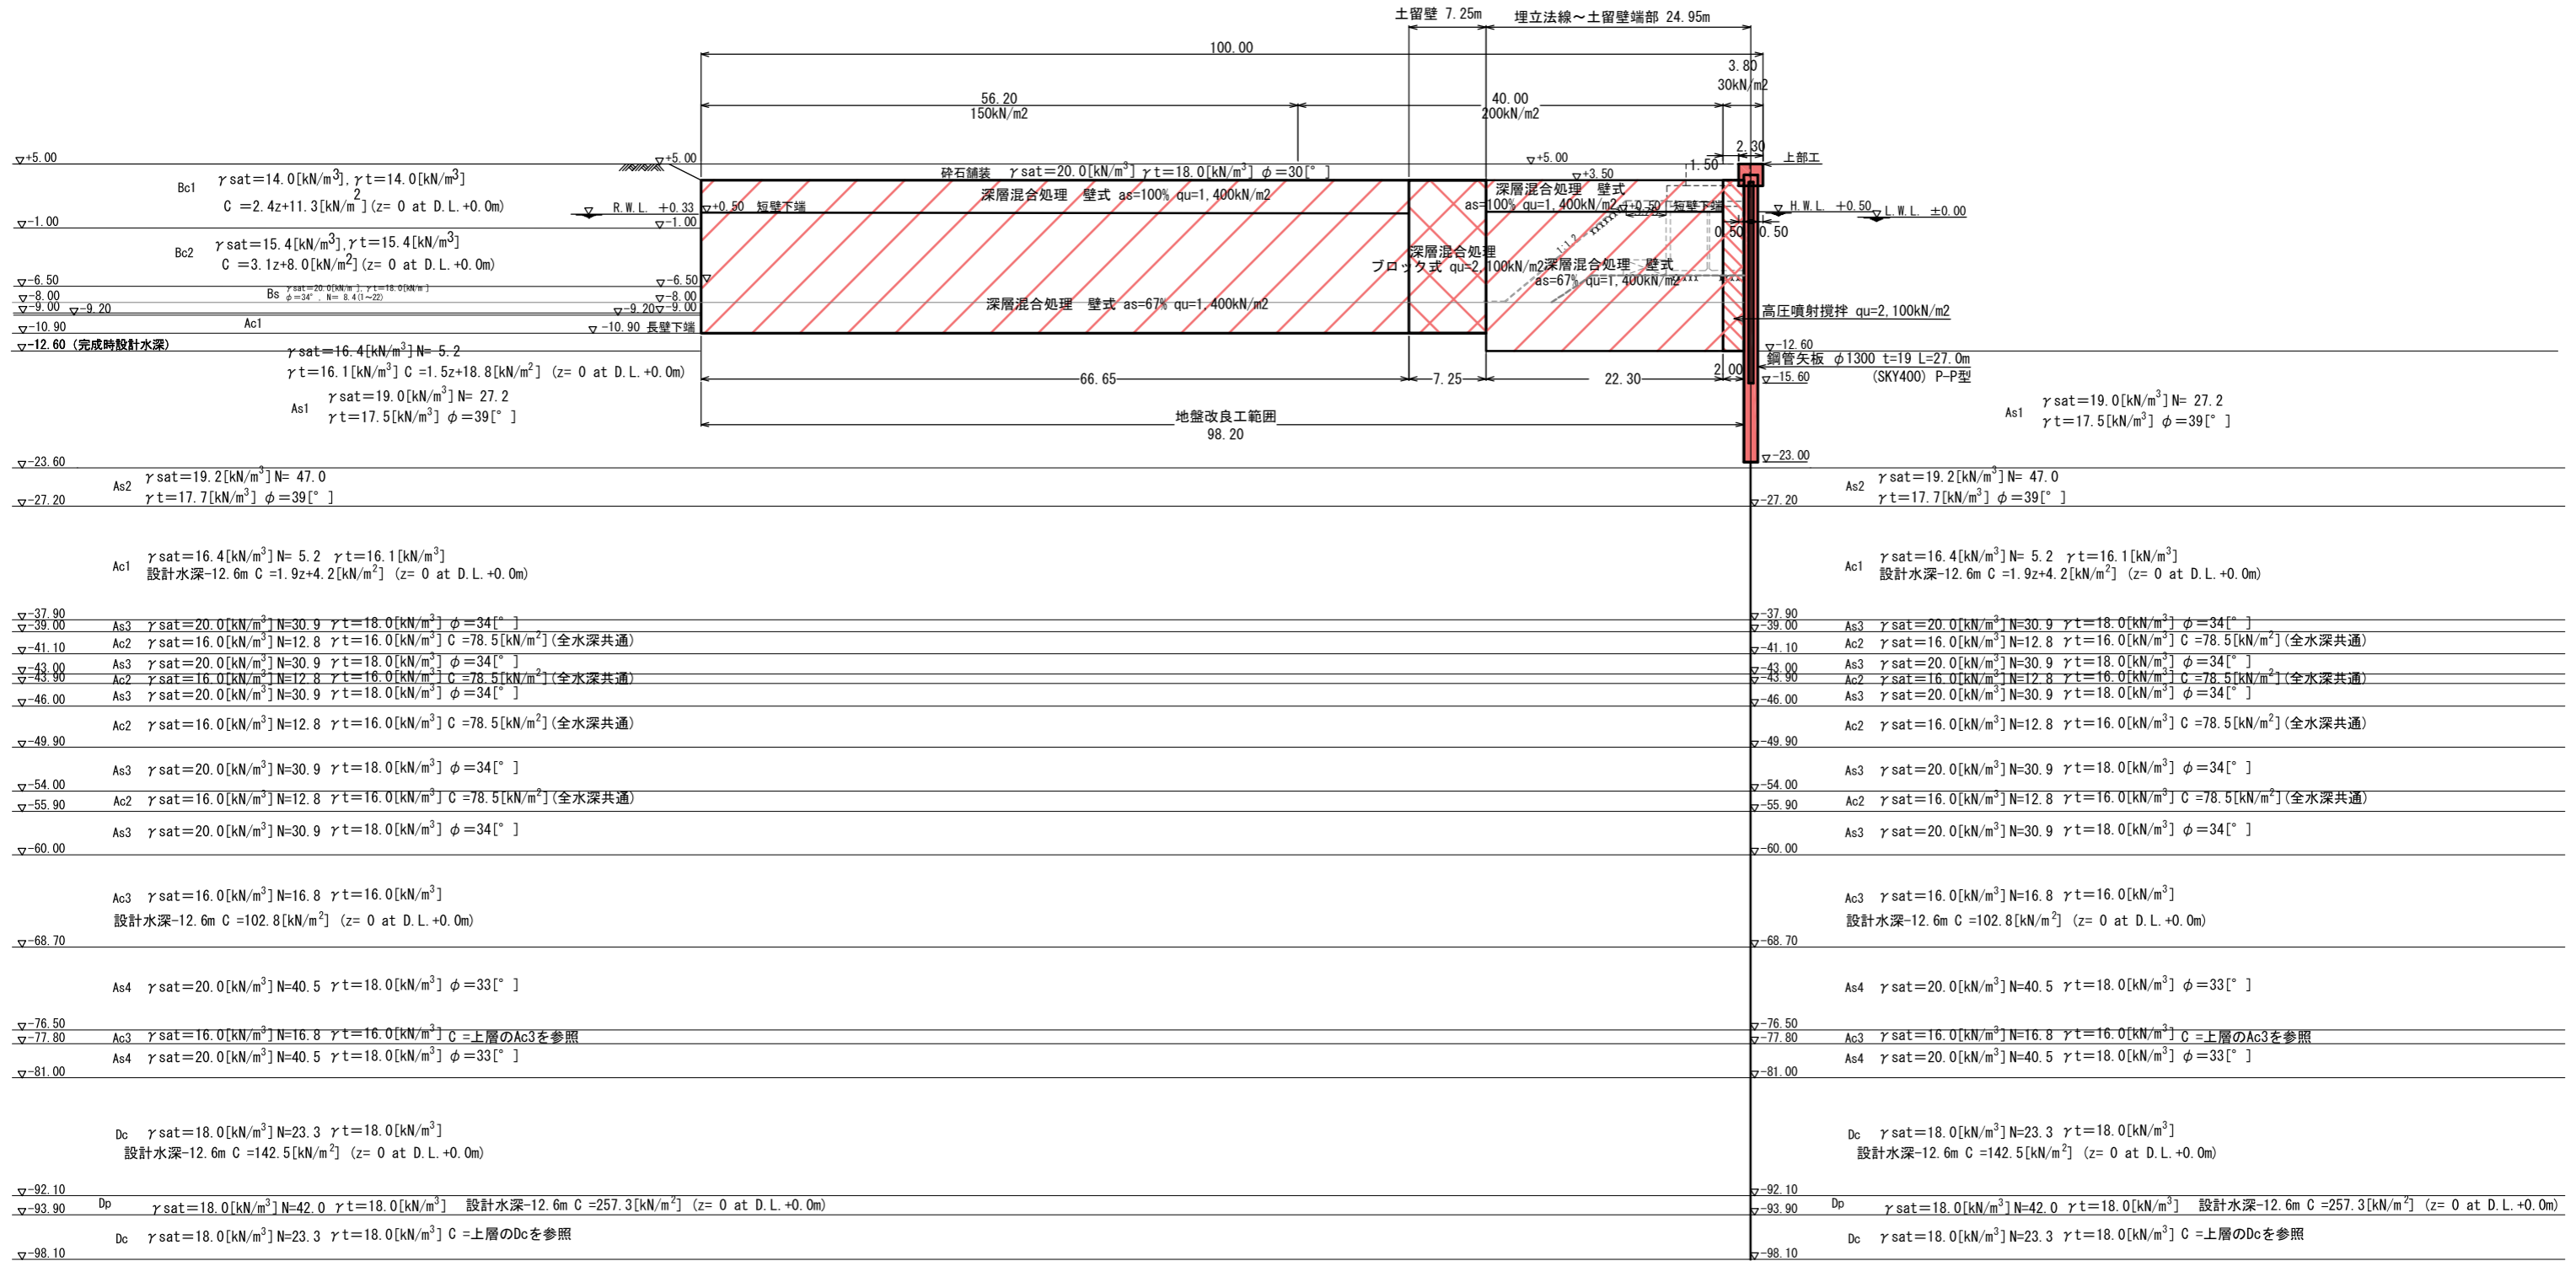 土留壁 7.25m
埋立法線～土留壁端部 24.95m
100.00
3.80
30kN/m2
56.20
150kN/m2
40.00
200kN/m2
2.30
上部工
1.50
▽+5.00
▽+5.00
▽+5.00
砕石舗装 γsat=20.0[kN/m3] γt=18.0[kN/m3] φ=30[°]
Bc1 γsat=14.0[kN/m3], γt=14.0[kN/m3]
C =2.4z+11.3[kN/m2](z= 0 at D.L.+0.0m)
深層混合処理 壁式 as=100% qu=1,400kN/m2
▽+3.50
深層混合処理 壁式
as=100% qu=1,400kN/m2
▽+0.50 短壁下端
R.W.L. +0.33
▽+0.50 短壁下端
H.W.L. +0.50
L.W.L. ±0.00
▽-1.00
▽-1.00
0.50
0.50
Bc2 γsat=15.4[kN/m3],γt=15.4[kN/m3]
C =3.1z+8.0[kN/m2](z= 0 at D.L.+0.0m)
1:1.2
深層混合処理
ブロック式 qu=2,100kN/m2
深層混合処理 壁式
as=67% qu=1,400kN/m2
▽-6.50
▽-6.50
Bs γsat=20.0[kN/m3], γt=18.0[kN/m3]
φ=34°, N= 8.4(1~22)
▽-8.00
▽-8.00
▽-9.00
▽-9.20
▽-9.20
▽-9.00
深層混合処理 壁式 as=67% qu=1,400kN/m2
高圧噴射撹拌 qu=2,100kN/m2
Ac1
▽-10.90
▽-10.90 長壁下端
▽-12.60 (完成時設計水深)
▽-12.60
γsat=16.4[kN/m3]N= 5.2
γt=16.1[kN/m3] C =1.5z+18.8[kN/m2] (z= 0 at D.L.+0.0m)
鋼管矢板 φ1300 t=19 L=27.0m
(SKY400) P-P型
66.65
7.25
22.30
2.00
▽-15.60
As1 γsat=19.0[kN/m3]N= 27.2
γt=17.5[kN/m3] φ=39[°]
As1 γsat=19.0[kN/m3]N= 27.2
γt=17.5[kN/m3] φ=39[°]
地盤改良工範囲
98.20
▽-23.60
▽-23.00
As2 γsat=19.2[kN/m3]N= 47.0
γt=17.7[kN/m3] φ=39[°]
As2 γsat=19.2[kN/m3]N= 47.0
γt=17.7[kN/m3] φ=39[°]
▽-27.20
▽-27.20
Ac1 γsat=16.4[kN/m3]N= 5.2 γt=16.1[kN/m3]
設計水深-12.6m C =1.9z+4.2[kN/m2] (z= 0 at D.L.+0.0m)
Ac1 γsat=16.4[kN/m3]N= 5.2 γt=16.1[kN/m3]
設計水深-12.6m C =1.9z+4.2[kN/m2] (z= 0 at D.L.+0.0m)
▽-37.90
▽-37.90
As3 γsat=20.0[kN/m3]N=30.9 γt=18.0[kN/m3] φ=34[°]
As3 γsat=20.0[kN/m3]N=30.9 γt=18.0[kN/m3] φ=34[°]
▽-39.00
▽-39.00
Ac2 γsat=16.0[kN/m3]N=12.8 γt=16.0[kN/m3] C =78.5[kN/m2](全水深共通)
Ac2 γsat=16.0[kN/m3]N=12.8 γt=16.0[kN/m3] C =78.5[kN/m2](全水深共通)
▽-41.10
▽-41.10
As3 γsat=20.0[kN/m3]N=30.9 γt=18.0[kN/m3] φ=34[°]
As3 γsat=20.0[kN/m3]N=30.9 γt=18.0[kN/m3] φ=34[°]
▽-43.00
▽-43.00
Ac2 γsat=16.0[kN/m3]N=12.8 γt=16.0[kN/m3] C =78.5[kN/m2](全水深共通)
Ac2 γsat=16.0[kN/m3]N=12.8 γt=16.0[kN/m3] C =78.5[kN/m2](全水深共通)
▽-43.90
▽-43.90
As3 γsat=20.0[kN/m3]N=30.9 γt=18.0[kN/m3] φ=34[°]
As3 γsat=20.0[kN/m3]N=30.9 γt=18.0[kN/m3] φ=34[°]
▽-46.00
▽-46.00
Ac2 γsat=16.0[kN/m3]N=12.8 γt=16.0[kN/m3] C =78.5[kN/m2](全水深共通)
Ac2 γsat=16.0[kN/m3]N=12.8 γt=16.0[kN/m3] C =78.5[kN/m2](全水深共通)
▽-49.90
▽-49.90
As3 γsat=20.0[kN/m3]N=30.9 γt=18.0[kN/m3] φ=34[°]
As3 γsat=20.0[kN/m3]N=30.9 γt=18.0[kN/m3] φ=34[°]
▽-54.00
▽-54.00
Ac2 γsat=16.0[kN/m3]N=12.8 γt=16.0[kN/m3] C =78.5[kN/m2](全水深共通)
Ac2 γsat=16.0[kN/m3]N=12.8 γt=16.0[kN/m3] C =78.5[kN/m2](全水深共通)
▽-55.90
▽-55.90
As3 γsat=20.0[kN/m3]N=30.9 γt=18.0[kN/m3] φ=34[°]
As3 γsat=20.0[kN/m3]N=30.9 γt=18.0[kN/m3] φ=34[°]
▽-60.00
▽-60.00
Ac3 γsat=16.0[kN/m3]N=16.8 γt=16.0[kN/m3]
設計水深-12.6m C =102.8[kN/m2] (z= 0 at D.L.+0.0m)
Ac3 γsat=16.0[kN/m3]N=16.8 γt=16.0[kN/m3]
設計水深-12.6m C =102.8[kN/m2] (z= 0 at D.L.+0.0m)
▽-68.70
▽-68.70
As4 γsat=20.0[kN/m3]N=40.5 γt=18.0[kN/m3] φ=33[°]
As4 γsat=20.0[kN/m3]N=40.5 γt=18.0[kN/m3] φ=33[°]
▽-76.50
▽-76.50
Ac3 γsat=16.0[kN/m3]N=16.8 γt=16.0[kN/m3] C =上層のAc3を参照
Ac3 γsat=16.0[kN/m3]N=16.8 γt=16.0[kN/m3] C =上層のAc3を参照
▽-77.80
▽-77.80
As4 γsat=20.0[kN/m3]N=40.5 γt=18.0[kN/m3] φ=33[°]
As4 γsat=20.0[kN/m3]N=40.5 γt=18.0[kN/m3] φ=33[°]
▽-81.00
▽-81.00
Dc γsat=18.0[kN/m3]N=23.3 γt=18.0[kN/m3]
設計水深-12.6m C =142.5[kN/m2] (z= 0 at D.L.+0.0m)
Dc γsat=18.0[kN/m3]N=23.3 γt=18.0[kN/m3]
設計水深-12.6m C =142.5[kN/m2] (z= 0 at D.L.+0.0m)
▽-92.10
▽-92.10
Dp γsat=18.0[kN/m3]N=42.0 γt=18.0[kN/m3] 設計水深-12.6m C =257.3[kN/m2] (z= 0 at D.L.+0.0m)
Dp γsat=18.0[kN/m3]N=42.0 γt=18.0[kN/m3] 設計水深-12.6m C =257.3[kN/m2] (z= 0 at D.L.+0.0m)
▽-93.90
▽-93.90
Dc γsat=18.0[kN/m3]N=23.3 γt=18.0[kN/m3] C =上層のDcを参照
Dc γsat=18.0[kN/m3]N=23.3 γt=18.0[kN/m3] C =上層のDcを参照
▽-98.10
▽-98.10